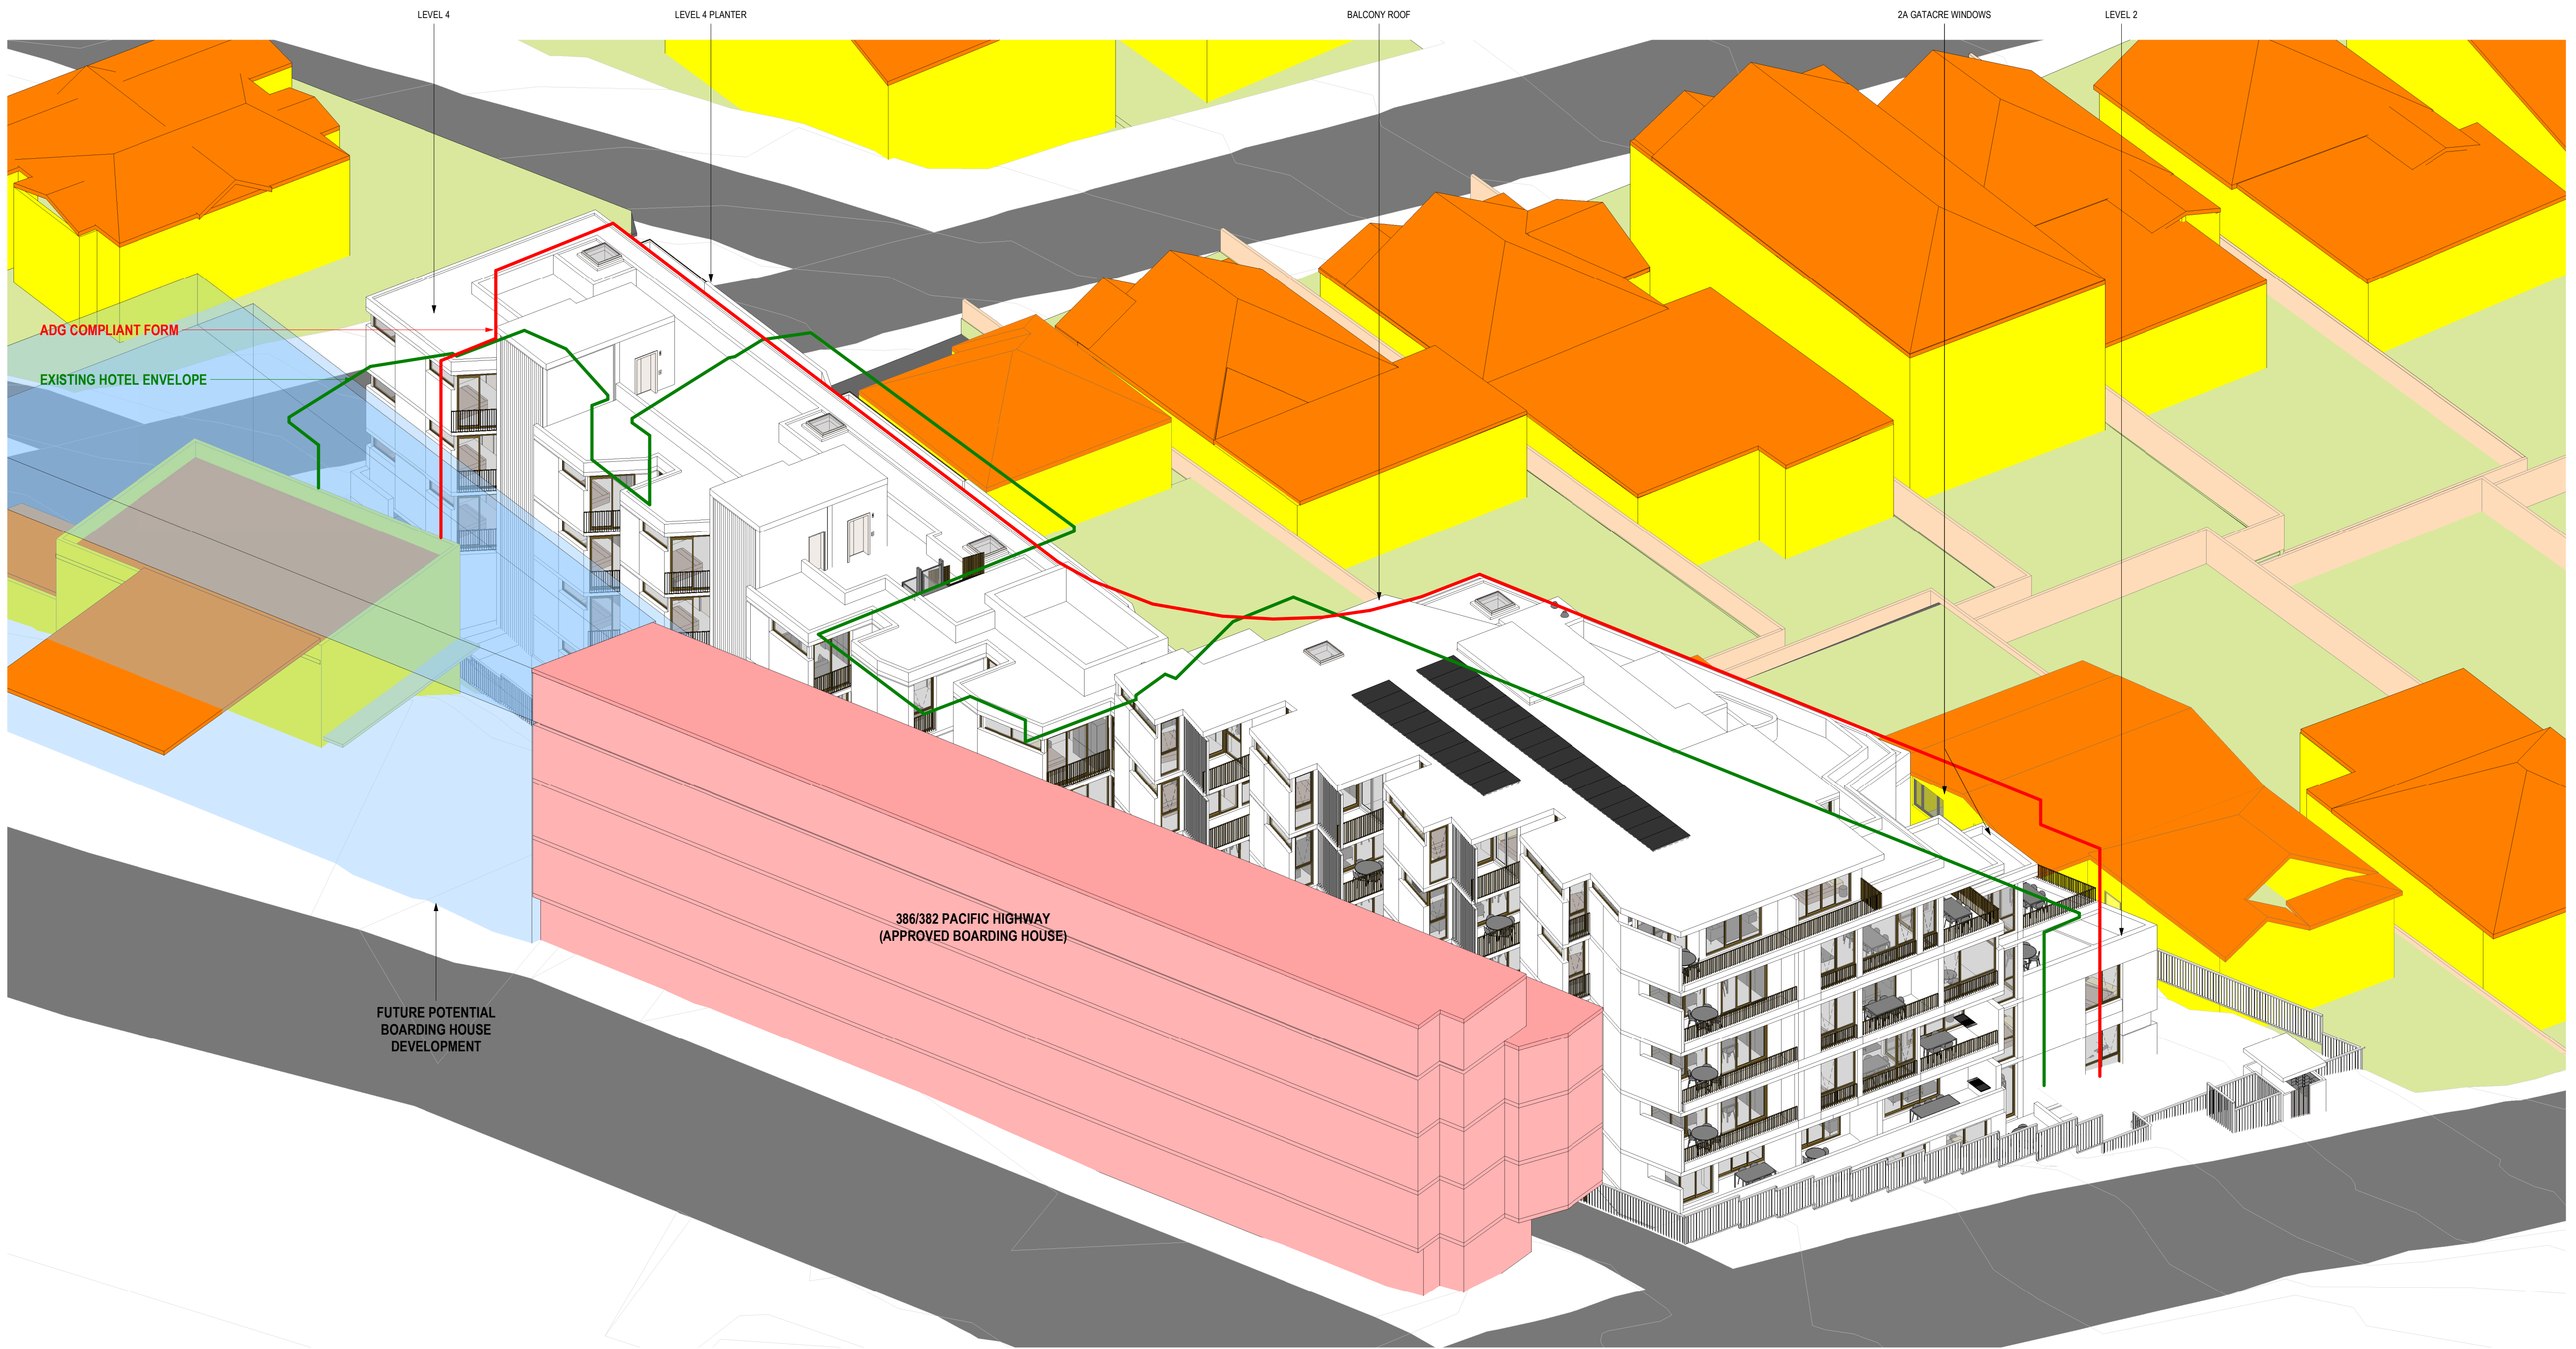 LEVEL 4
LEVEL 4 PLANTER
BALCONY ROOF
2A GATACRE WINDOWS
LEVEL 2
ADG COMPLIANT FORM
EXISTING HOTEL ENVELOPE
386/382 PACIFIC HIGHWAY
(APPROVED BOARDING HOUSE)
FUTURE POTENTIAL
BOARDING HOUSE
DEVELOPMENT